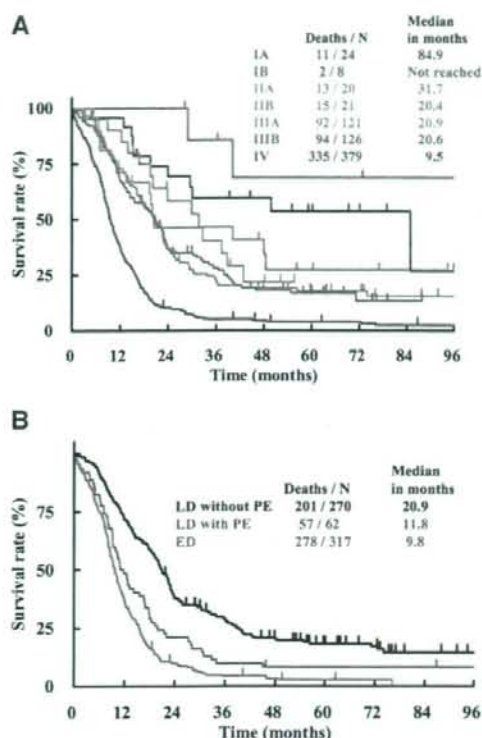 A
Deaths / N Median in months
IA 11 / 24 84.9
IB 2 / 8 Not reached
IIA 13 / 20 31.7
IIB 15 / 21 20.4
IIIA 92 / 121 20.9
IIIB 94 / 126 20.6
IV 335 / 379 9.5
Survival rate (%)
100
75
50
25
0
0 12 24 36 48 60 72 84 96
Time (months)
B
Deaths / N Median in months
LD without PE 201 / 270 20.9
LD with PE 57 / 62 11.8
ED 278 / 317 9.8
Survival rate (%)
75
50
25
0
0 12 24 36 48 60 72 84 96
Time (months)